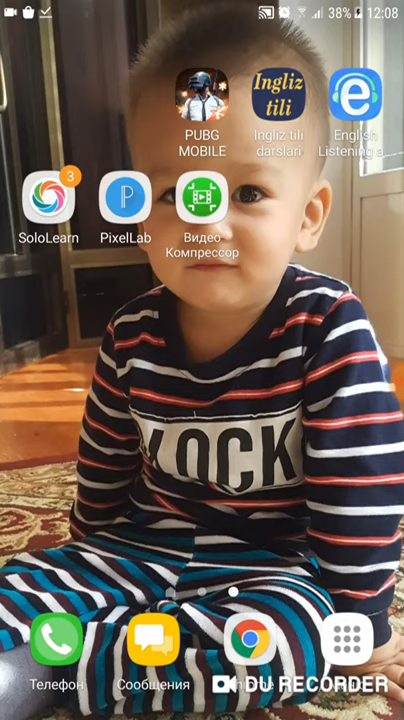 38% 12:08
Ingliz
tili
PUBG
MOBILE
Ingliz tili
darslari
English
Listening a...
3
SoloLearn
PixelLab
Видео
Компрессор
Телефон
Сообщения
DU RECORDER